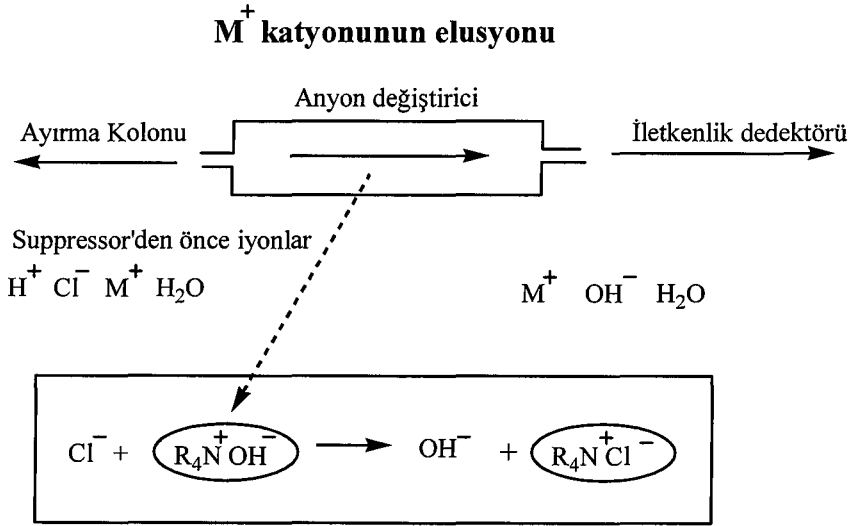 M⁺ katyonunun elusyonu
Anyon değiştirici
Ayırma Kolonu
İletkenlik dedektörü
Suppressor'den önce iyonlar
H⁺ Cl⁻ M⁺ H₂O
M⁺ OH⁻ H₂O
Cl⁻ + R₄N⁺OH⁻ → OH⁻ + R₄N⁺Cl⁻